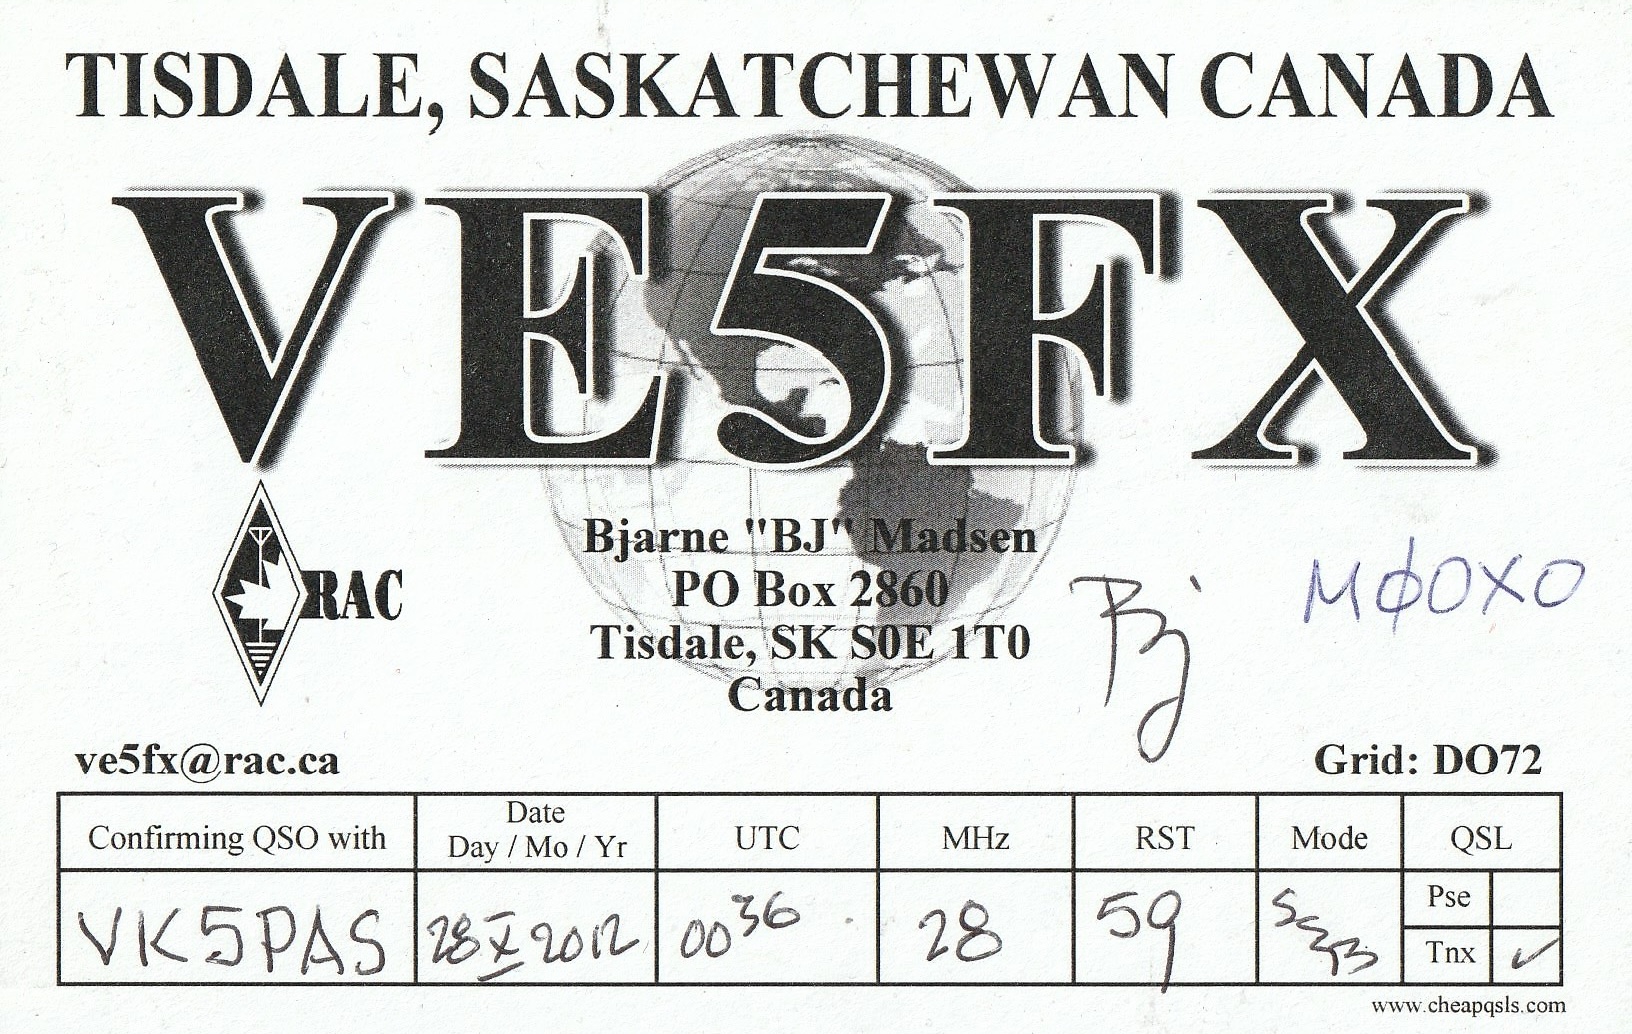 TISDALE, SASKATCHEWAN CANADA
VE5FX
Bjarne "BJ" Madsen
PO Box 2860
Tisdale, SK S0E 1T0
Canada
RAC
Bj
MØOXO
ve5fx@rac.ca
Grid: DO72
Confirming QSO with
Date
Day / Mo / Yr
UTC
MHz
RST
Mode
QSL
VK5PAS
28 X 2012
0036
28
59
SSB
Pse
Tnx ✓
www.cheapqsls.com